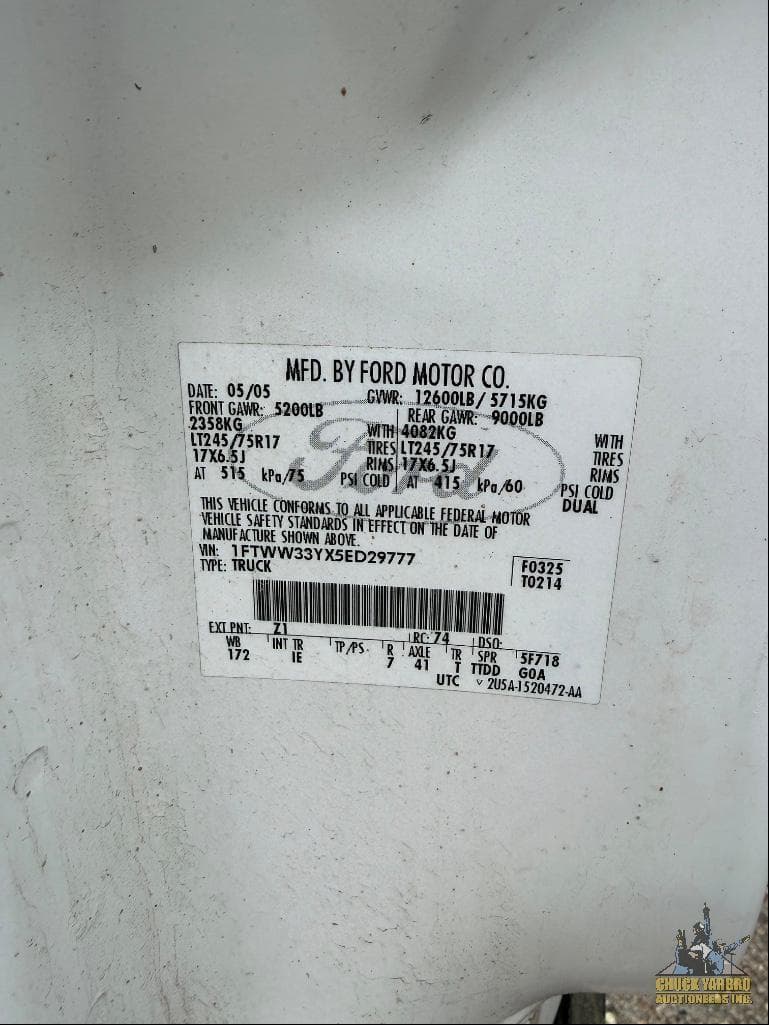 MFD. BY FORD MOTOR CO.
DATE: 05/05 GVWR: 12600LB/ 5715KG
FRONT GAWR: 5200LB REAR GAWR: 9000LB
2358KG WITH 4082KG WITH
LT245/75R17 TIRES LT245/75R17 TIRES
17X6.5J RIMS 17X6.5J RIMS
AT 515 kPa/75 PSI COLD AT 415 kPa/60 PSI COLD
DUAL
Ford
THIS VEHICLE CONFORMS TO ALL APPLICABLE FEDERAL MOTOR
VEHICLE SAFETY STANDARDS IN EFFECT ON THE DATE OF
MANUFACTURE SHOWN ABOVE.
VIN: 1FTWW33YX5ED29777 F0325
TYPE: TRUCK T0214
EXT PNT: Z1 RC: 74 DSO:
WB INT TR TP/PS R AXLE TR SPR 5F718
172 IE 7 41 T TTDD G0A
UTC v 2U5A-1520472-AA
CHUCK YARBRO
AUCTIONEERS INC.